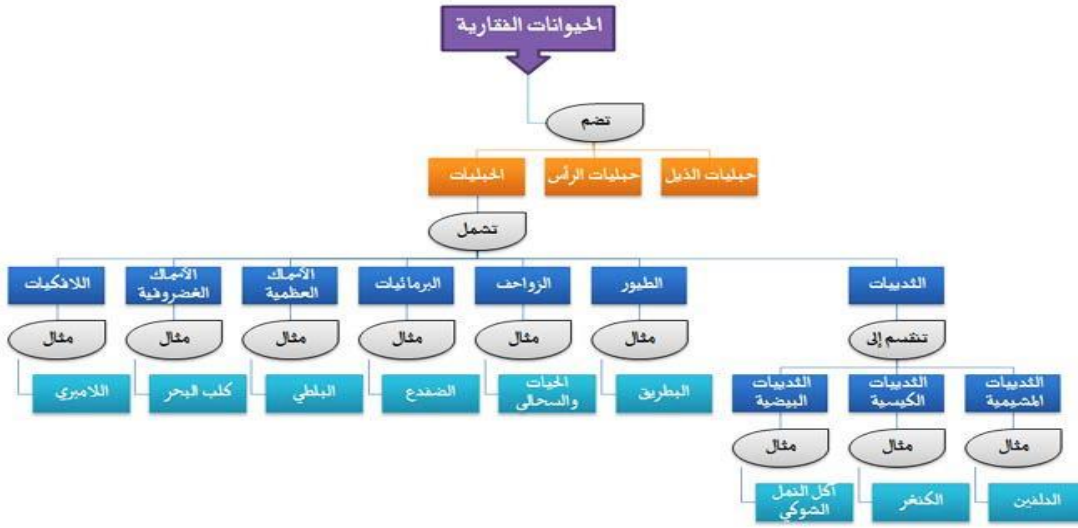 الحيوانات الفقارية
تضم
حبليات الذيل
حبليات الرأس
الحبليات
تشمل
الثدييات
الطيور
الزواحف
البرمائيات
الأسماك
العظمية
الأسماك
الغضروفية
اللافكيات
تنقسم إلى
مثال
مثال
مثال
مثال
مثال
مثال
الثدييات
المشيمية
الثدييات
الكيسية
الثدييات
البيضية
البطريق
الحيات
والسحالى
الضفدع
البلطي
كلب البحر
اللامبري
مثال
مثال
مثال
الدلفين
الكنغر
آكل النمل
الشوكي